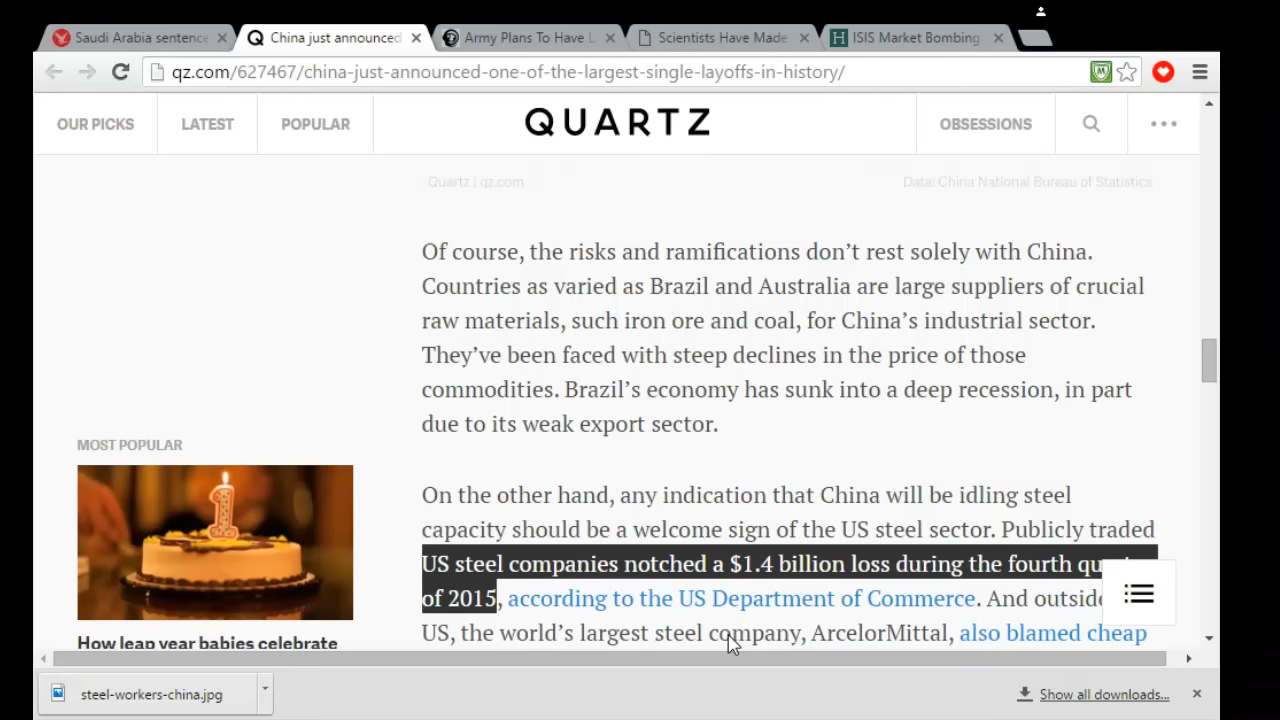 Saudi Arabia sentence
China just announced
Army Plans To Have L
Scientists Have Made
ISIS Market Bombing
qz.com/627467/china-just-announced-one-of-the-largest-single-layoffs-in-history/
OUR PICKS
LATEST
POPULAR
QUARTZ
OBSESSIONS
Quartz | qz.com
Data: China National Bureau of Statistics
Of course, the risks and ramifications don’t rest solely with China.
Countries as varied as Brazil and Australia are large suppliers of crucial
raw materials, such iron ore and coal, for China’s industrial sector.
They’ve been faced with steep declines in the price of those
commodities. Brazil’s economy has sunk into a deep recession, in part
due to its weak export sector.
MOST POPULAR
How leap year babies celebrate
On the other hand, any indication that China will be idling steel
capacity should be a welcome sign of the US steel sector. Publicly traded
US steel companies notched a $1.4 billion loss during the fourth qu
of 2015, according to the US Department of Commerce. And outside
US, the world’s largest steel company, ArcelorMittal, also blamed cheap
steel-workers-china.jpg
Show all downloads...